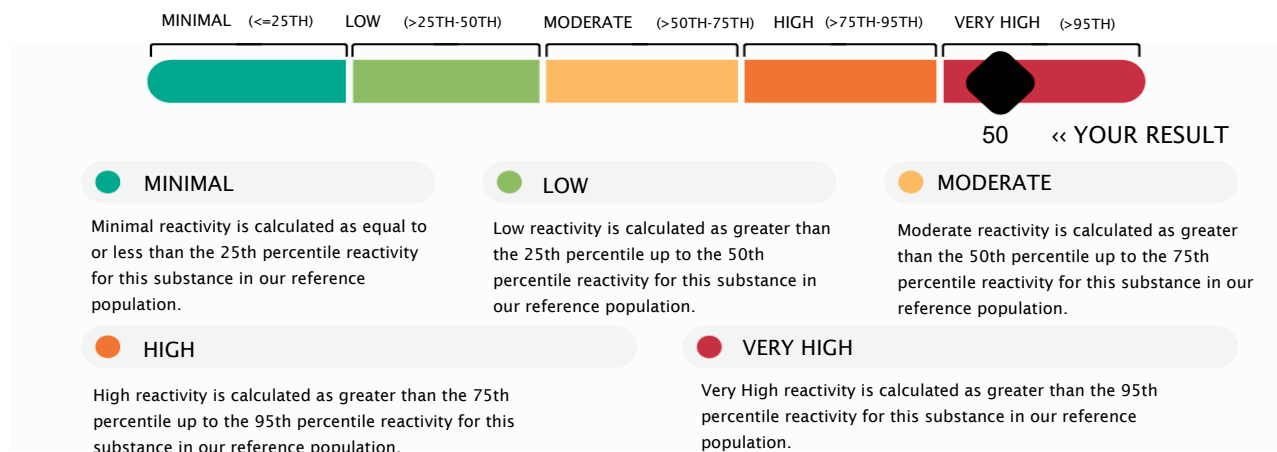 MINIMAL (<=25TH) LOW (>25TH-50TH) MODERATE (>50TH-75TH) HIGH (>75TH-95TH) VERY HIGH (>95TH)
50 ‹‹ YOUR RESULT
MINIMAL
Minimal reactivity is calculated as equal to
or less than the 25th percentile reactivity
for this substance in our reference
population.
LOW
Low reactivity is calculated as greater than
the 25th percentile up to the 50th
percentile reactivity for this substance in
our reference population.
MODERATE
Moderate reactivity is calculated as greater
than the 50th percentile up to the 75th
percentile reactivity for this substance in our
reference population.
HIGH
High reactivity is calculated as greater than the 75th
percentile up to the 95th percentile reactivity for this
substance in our reference population.
VERY HIGH
Very High reactivity is calculated as greater than the 95th
percentile reactivity for this substance in our reference
population.